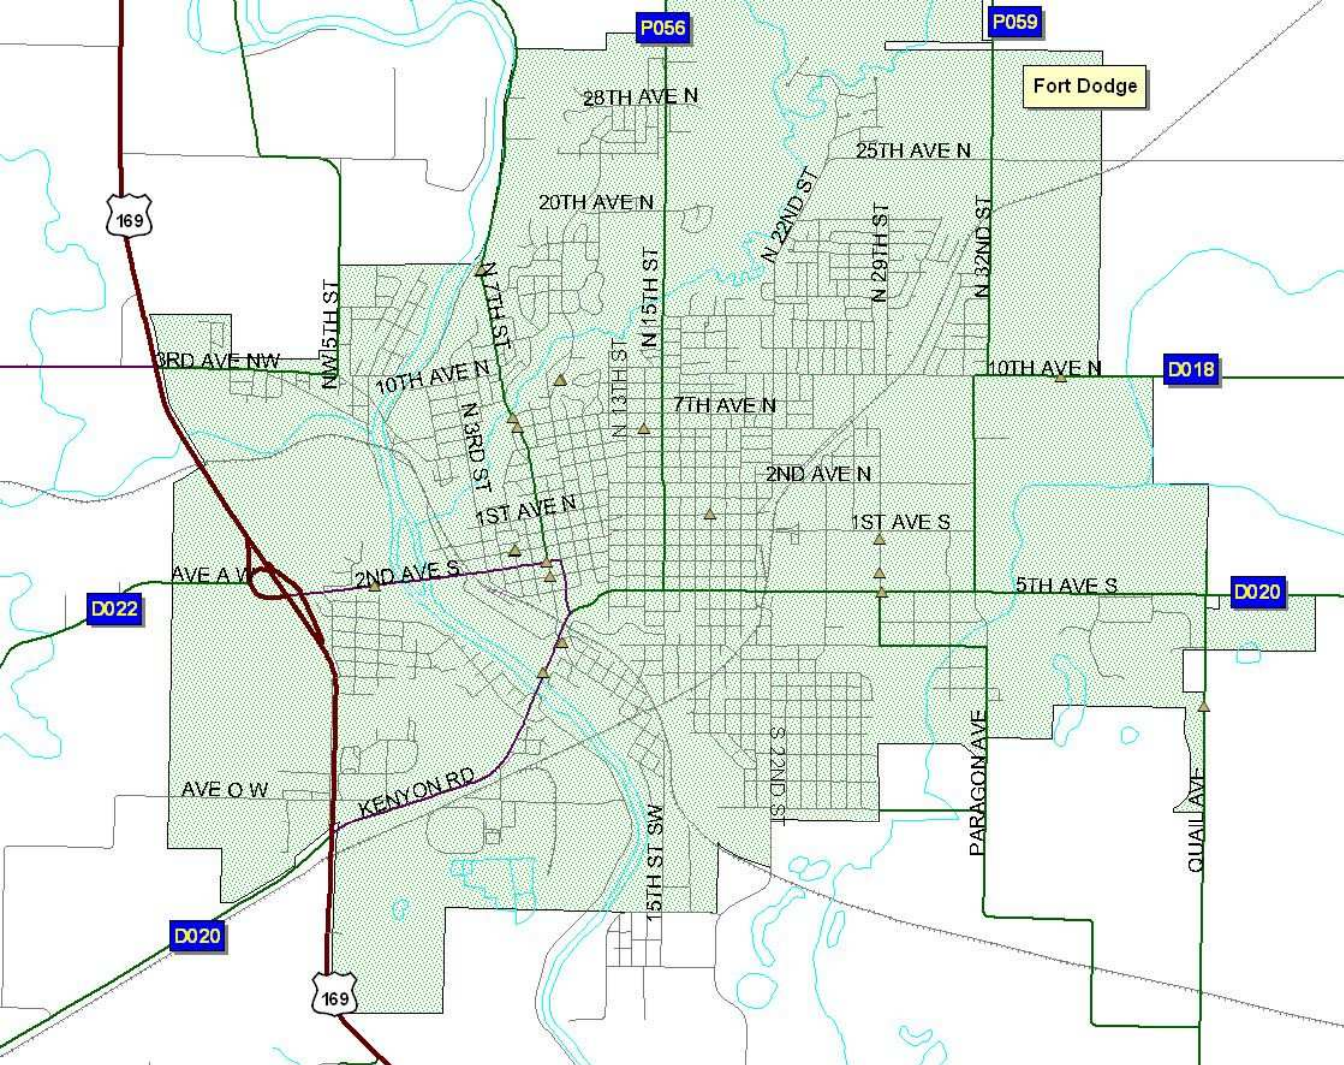 P056
P059
Fort Dodge
28TH AVE N
25TH AVE N
20TH AVE N
N 22ND ST
169
N 29TH ST
N 32ND ST
N 15TH ST
N 7TH ST
NW 5TH ST
3RD AVE NW
10TH AVE N
10TH AVE N
D018
N 13TH ST
7TH AVE N
N 3RD ST
2ND AVE N
1ST AVE N
1ST AVE S
AVE A W
2ND AVE S
5TH AVE S
D020
D022
S 22ND ST
PARAGON AVE
QUAIL AVE
AVE O W
KENYON RD
15TH ST SW
D020
169